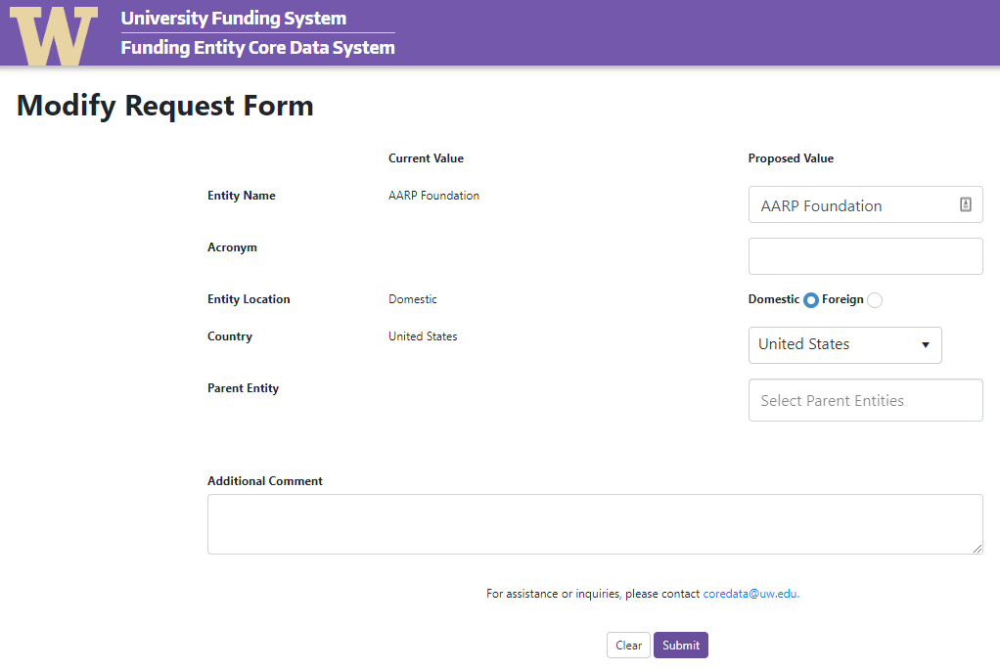 W
University Funding System
Funding Entity Core Data System
Modify Request Form
Current Value Proposed Value
Entity Name AARP Foundation AARP Foundation
Acronym
Entity Location Domestic Domestic Foreign
Country United States United States
Parent Entity Select Parent Entities
Additional Comment
For assistance or inquiries, please contact coredata@uw.edu.
Clear Submit